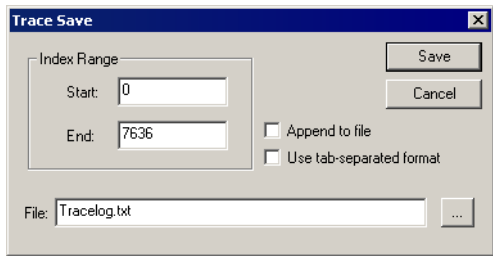 Trace Save
Index Range
Start: 0
End: 7636
Save
Cancel
Append to file
Use tab-separated format
File: Tracelog.txt ...